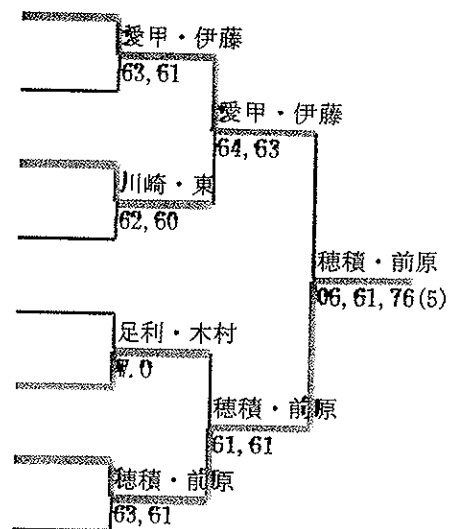 愛甲・伊藤
63, 61
愛甲・伊藤
64, 63
川崎・東
62, 60
穂積・前原
06, 61, 76(5)
足利・木村
W.O
穂積・前原
61, 61
穂積・前原
63, 61